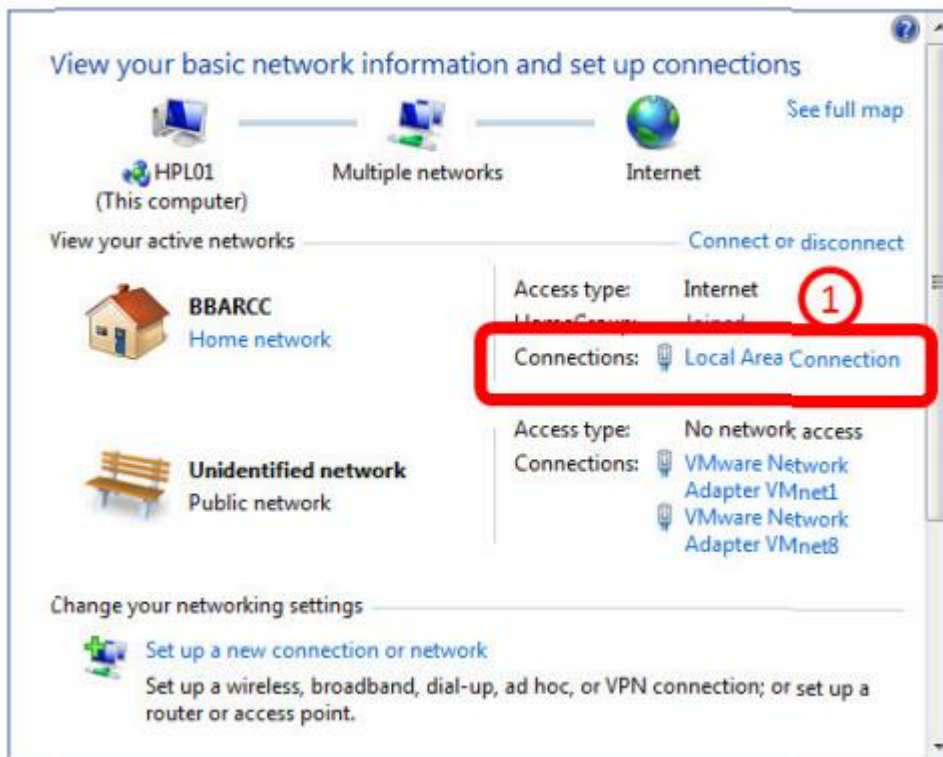 View your basic network information and set up connections
See full map
HPL01
(This computer)
Multiple networks
Internet
View your active networks
Connect or disconnect
BBARCC
Home network
Access type: Internet
HomeGroup: Joined
1
Connections: Local Area Connection
Unidentified network
Public network
Access type: No network access
Connections: VMware Network
Adapter VMnet1
VMware Network
Adapter VMnet8
Change your networking settings
Set up a new connection or network
Set up a wireless, broadband, dial-up, ad hoc, or VPN connection; or set up a
router or access point.